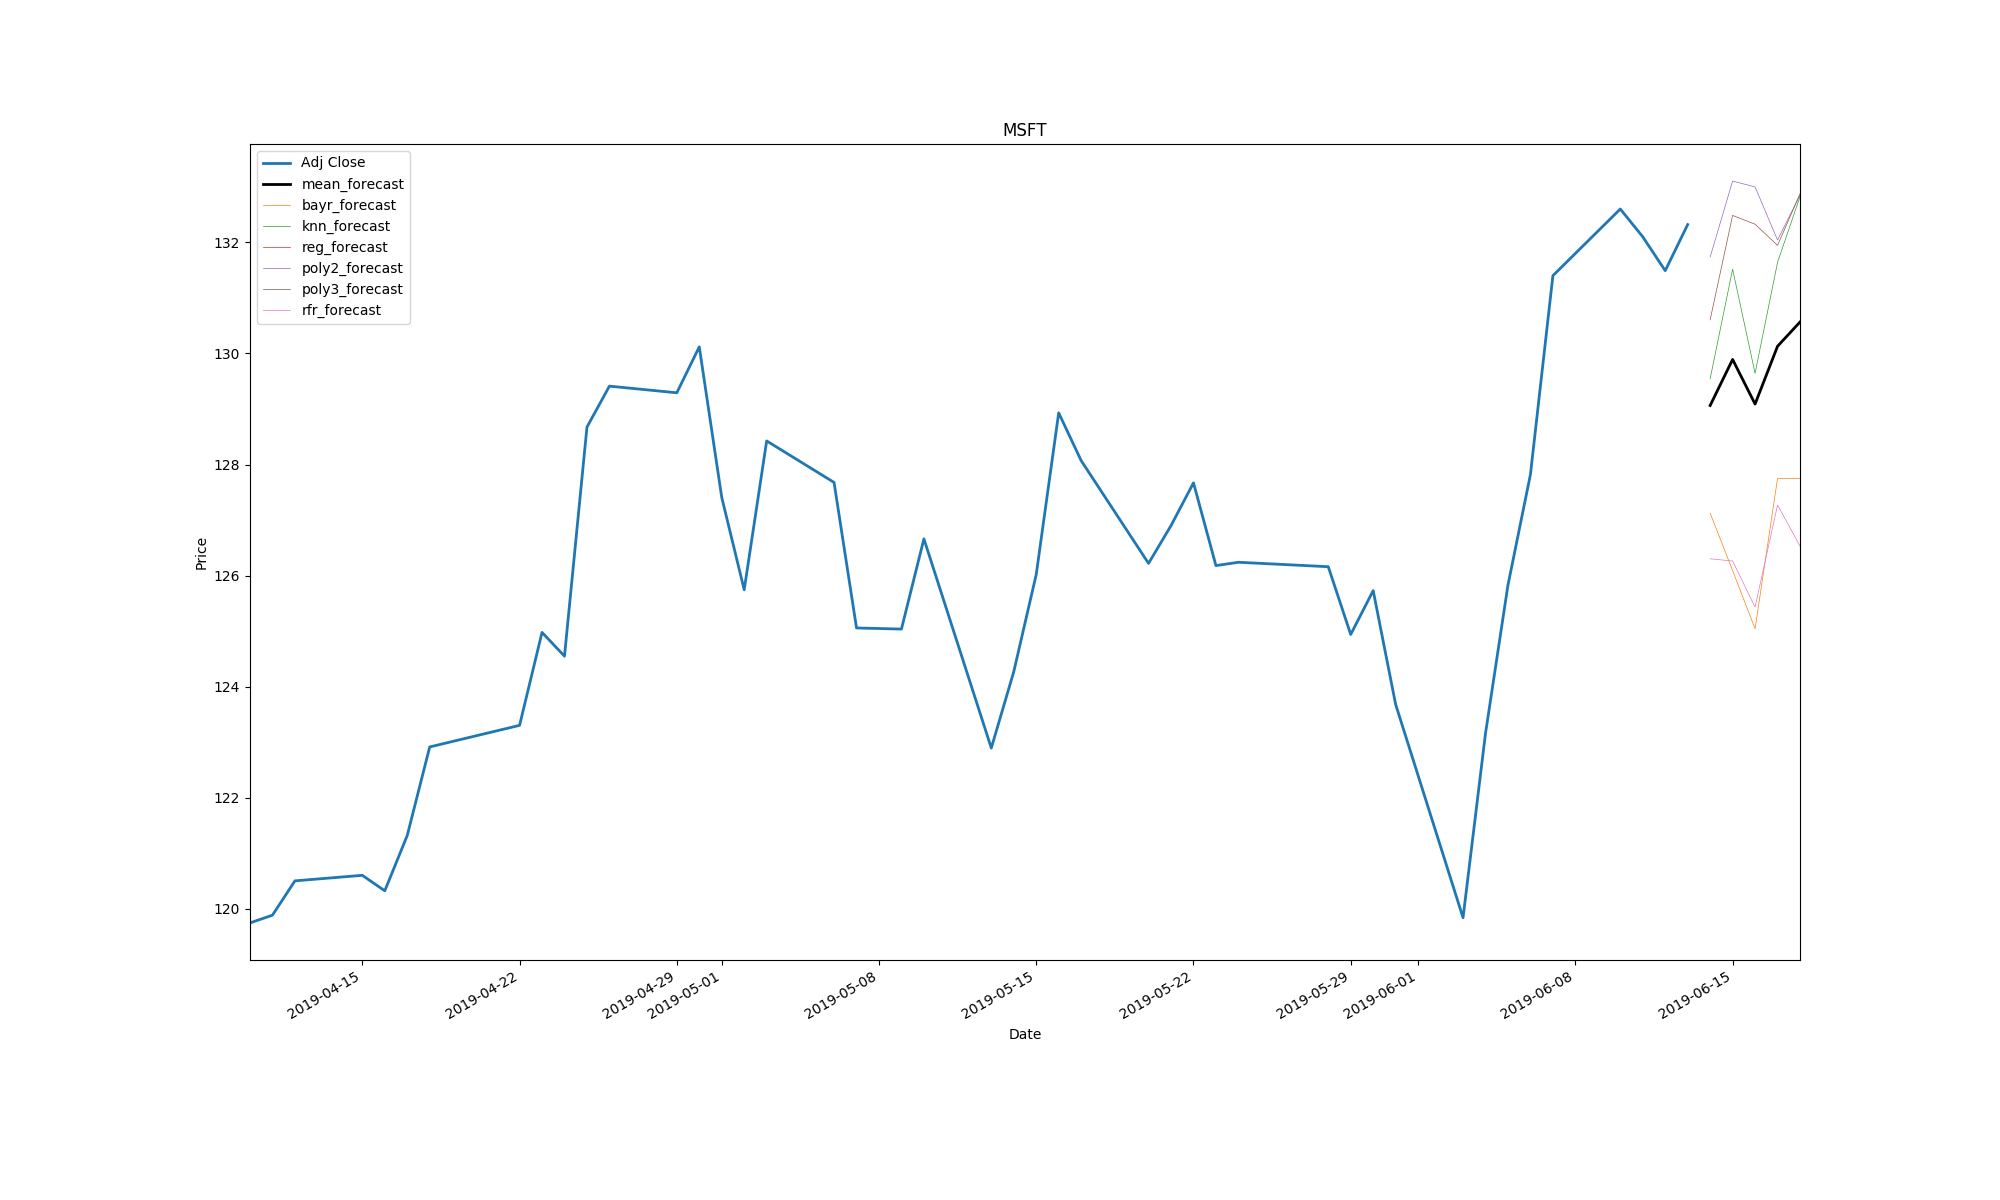 MSFT
Adj Close
mean_forecast
bayr_forecast
knn_forecast
reg_forecast
poly2_forecast
poly3_forecast
rfr_forecast
132
130
128
126
124
122
120
Price
2019-04-15
2019-04-22
2019-04-29
2019-05-01
2019-05-08
2019-05-15
2019-05-22
2019-05-29
2019-06-01
2019-06-08
2019-06-15
Date